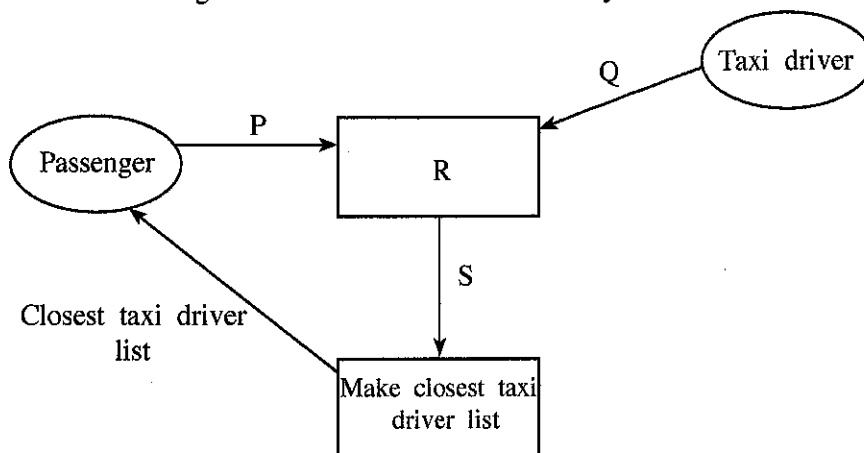 Taxi driver
Q
P
Passenger
R
S
Closest taxi driver
list
Make closest taxi
driver list